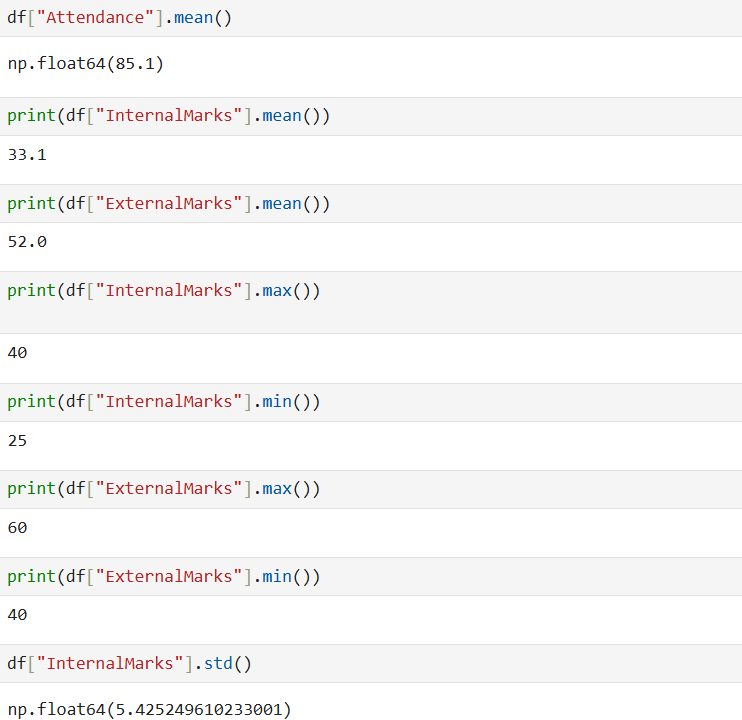 df["Attendance"].mean()
np.float64(85.1)
print(df["InternalMarks"].mean())
33.1
print(df["ExternalMarks"].mean())
52.0
print(df["InternalMarks"].max())
40
print(df["InternalMarks"].min())
25
print(df["ExternalMarks"].max())
60
print(df["ExternalMarks"].min())
40
df["InternalMarks"].std()
np.float64(5.425249610233001)